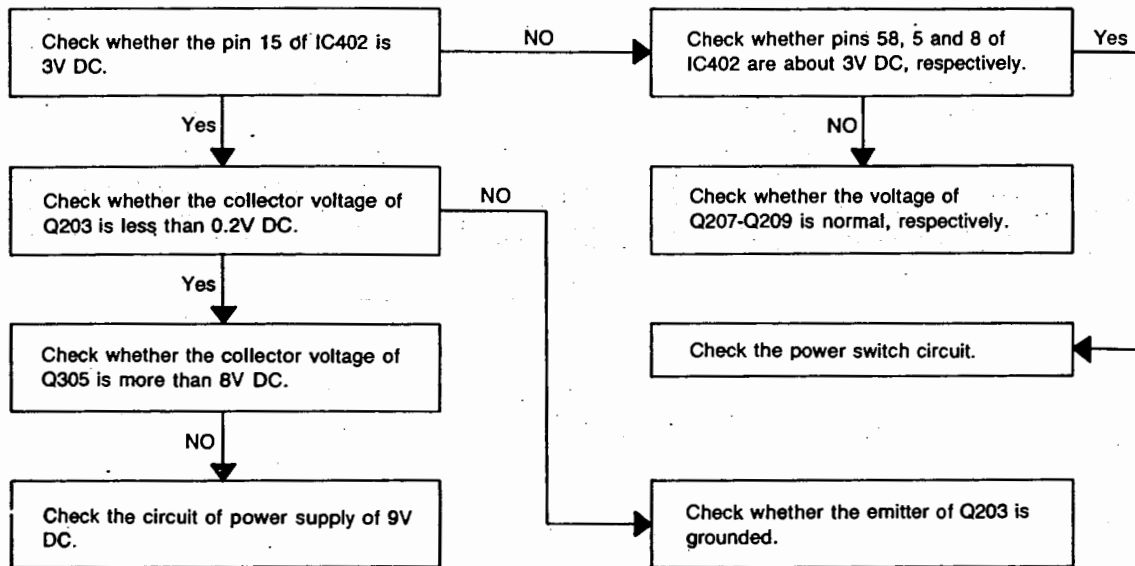 Check whether the pin 15 of IC402 is
3V DC.
NO
Check whether pins 58, 5 and 8 of
IC402 are about 3V DC, respectively.
Yes
Yes
NO
Check whether the collector voltage of
Q203 is less than 0.2V DC.
NO
Check whether the voltage of
Q207-Q209 is normal, respectively.
Yes
Check whether the collector voltage of
Q305 is more than 8V DC.
Check the power switch circuit.
NO
Check the circuit of power supply of 9V
DC.
Check whether the emitter of Q203 is
grounded.